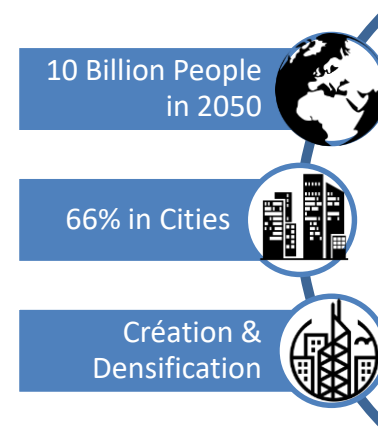 10 Billion People
in 2050
66% in Cities
Création &
Densification